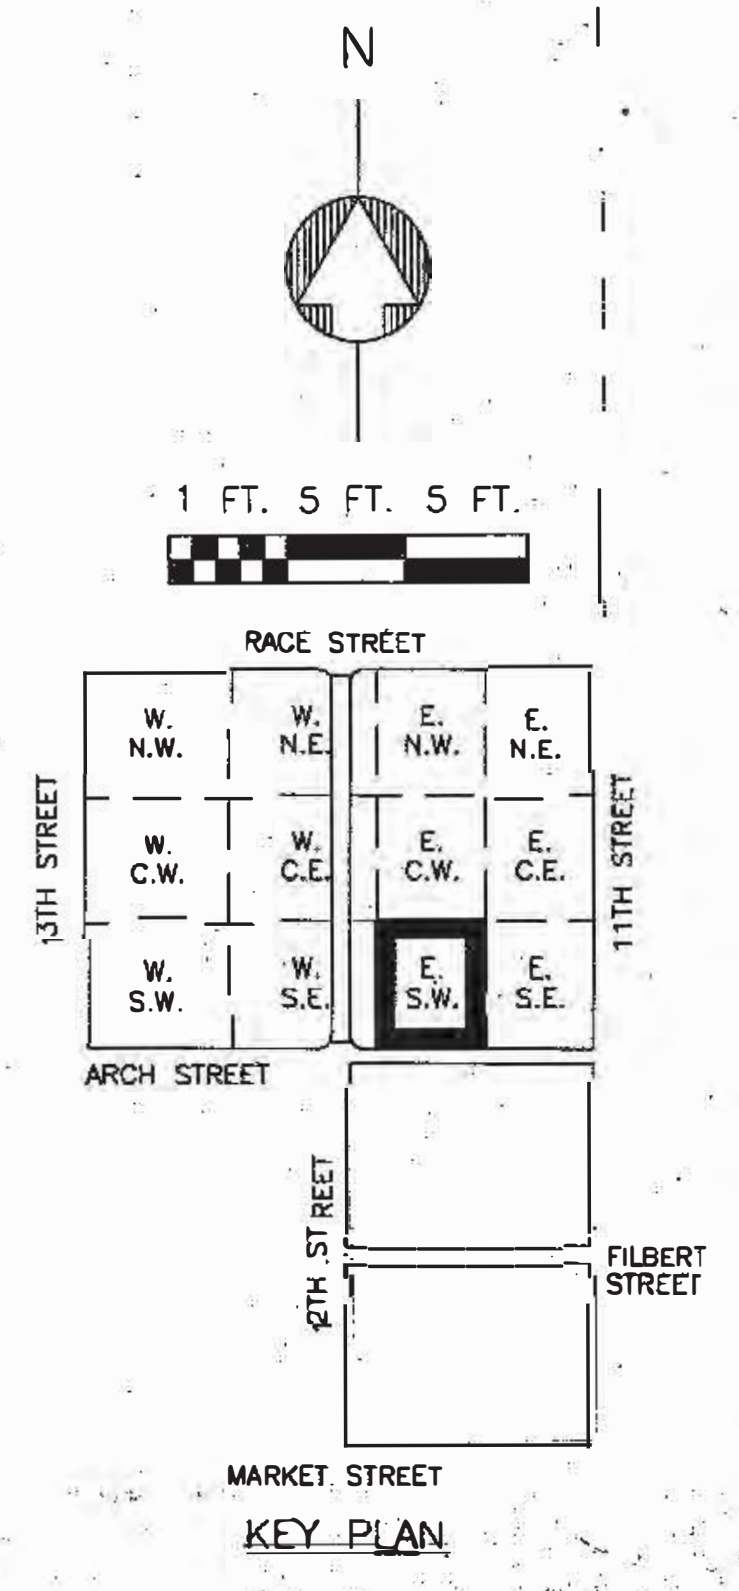 N
1 FT. 5 FT. 5 FT.
RACE STREET
W.
N.W.
W.
N.E.
E.
N.W.
E.
N.E.
13TH STREET
W.
C.W.
W.
C.E.
E.
C.W.
E.
C.E.
11TH STREET
W.
S.W.
W.
S.E.
E.
S.W.
E.
S.E.
ARCH STREET
12TH STREET
FILBERT
STREET
MARKET STREET
KEY PLAN